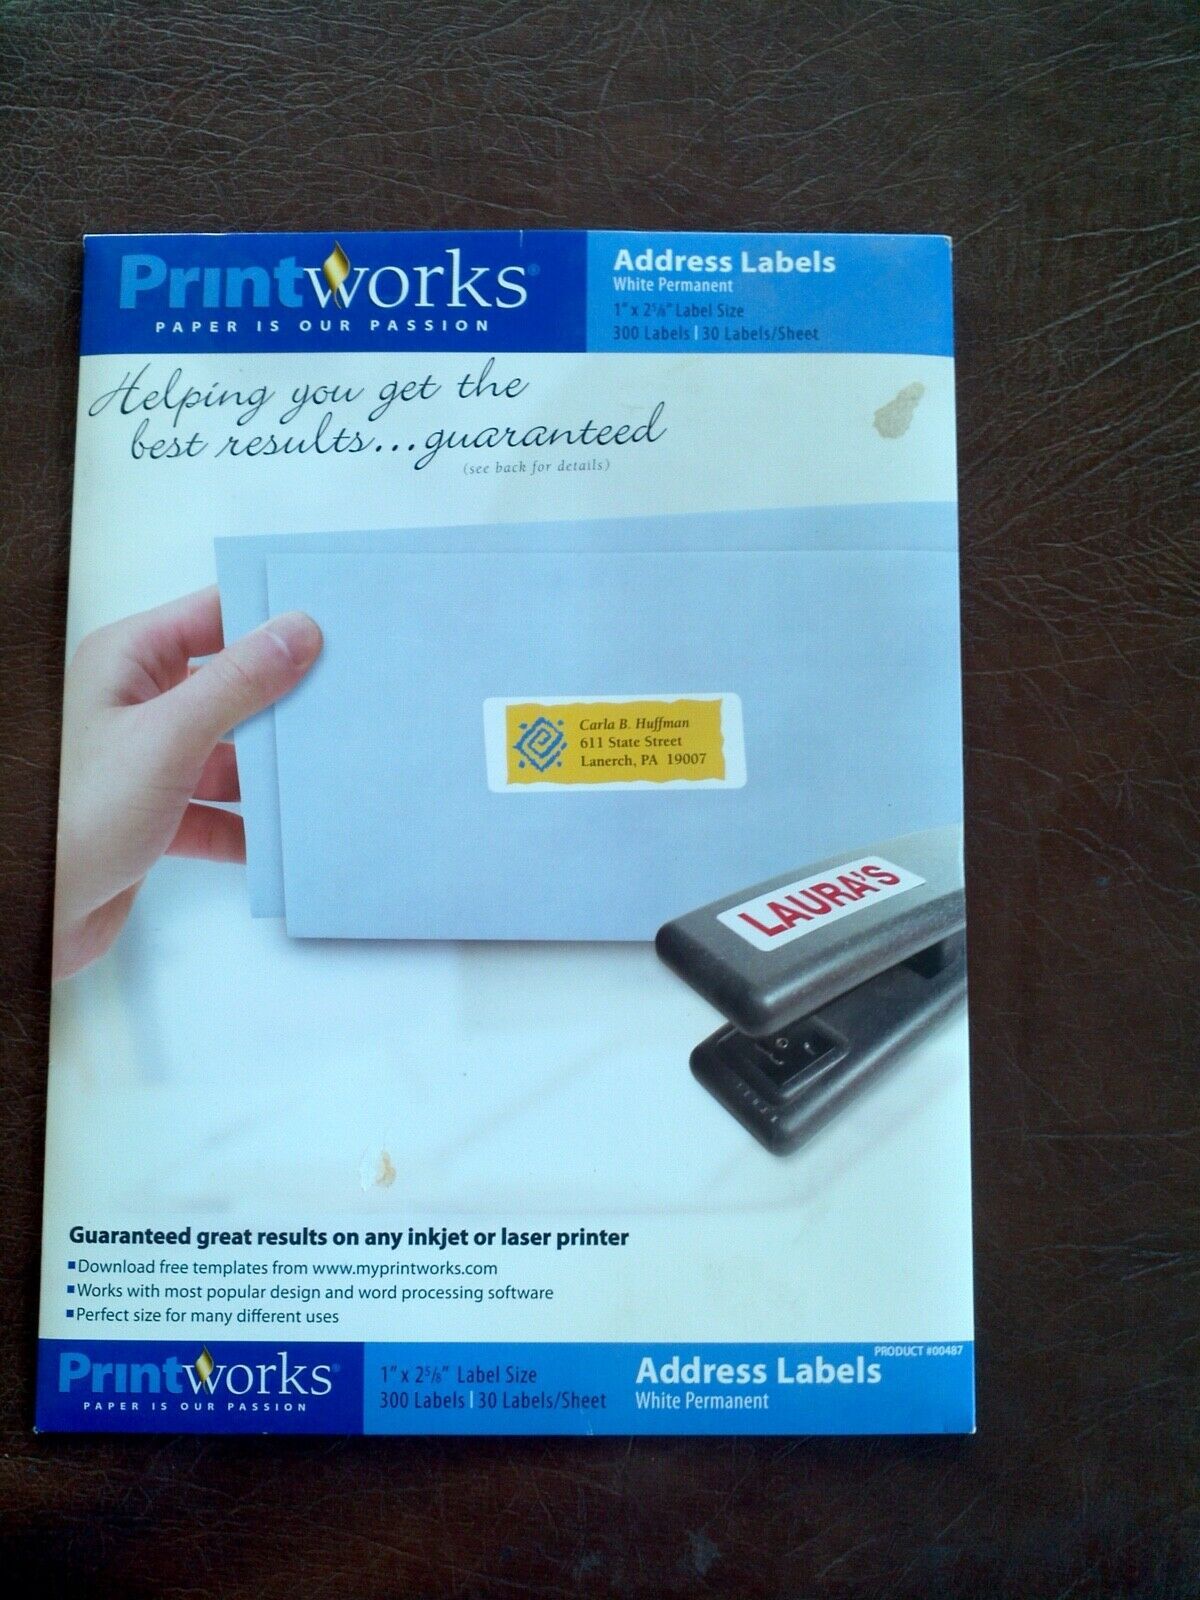 Printworks®
PAPER IS OUR PASSION
Address Labels
White Permanent
1" x 2⅝" Label Size
300 Labels | 30 Labels/Sheet
Helping you get the
best results...guaranteed
(see back for details)
Carla B. Huffman
611 State Street
Lanerch, PA 19007
LAURA'S
Guaranteed great results on any inkjet or laser printer
▪Download free templates from www.myprintworks.com
▪Works with most popular design and word processing software
▪Perfect size for many different uses
PRODUCT #00487
Printworks®
PAPER IS OUR PASSION
1" x 2⅝" Label Size
300 Labels | 30 Labels/Sheet
Address Labels
White Permanent